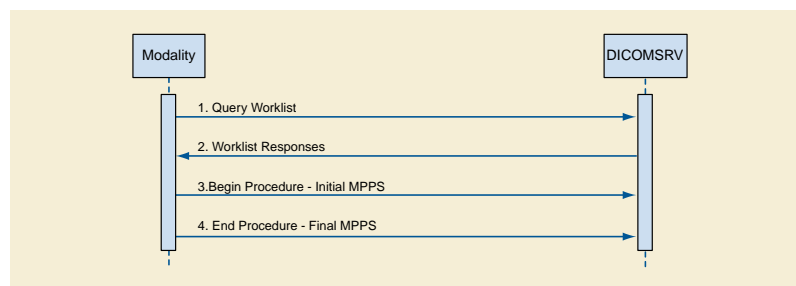 Modality
DICOMSRV
1. Query Worklist
2. Worklist Responses
3.Begin Procedure - Initial MPPS
4. End Procedure - Final MPPS